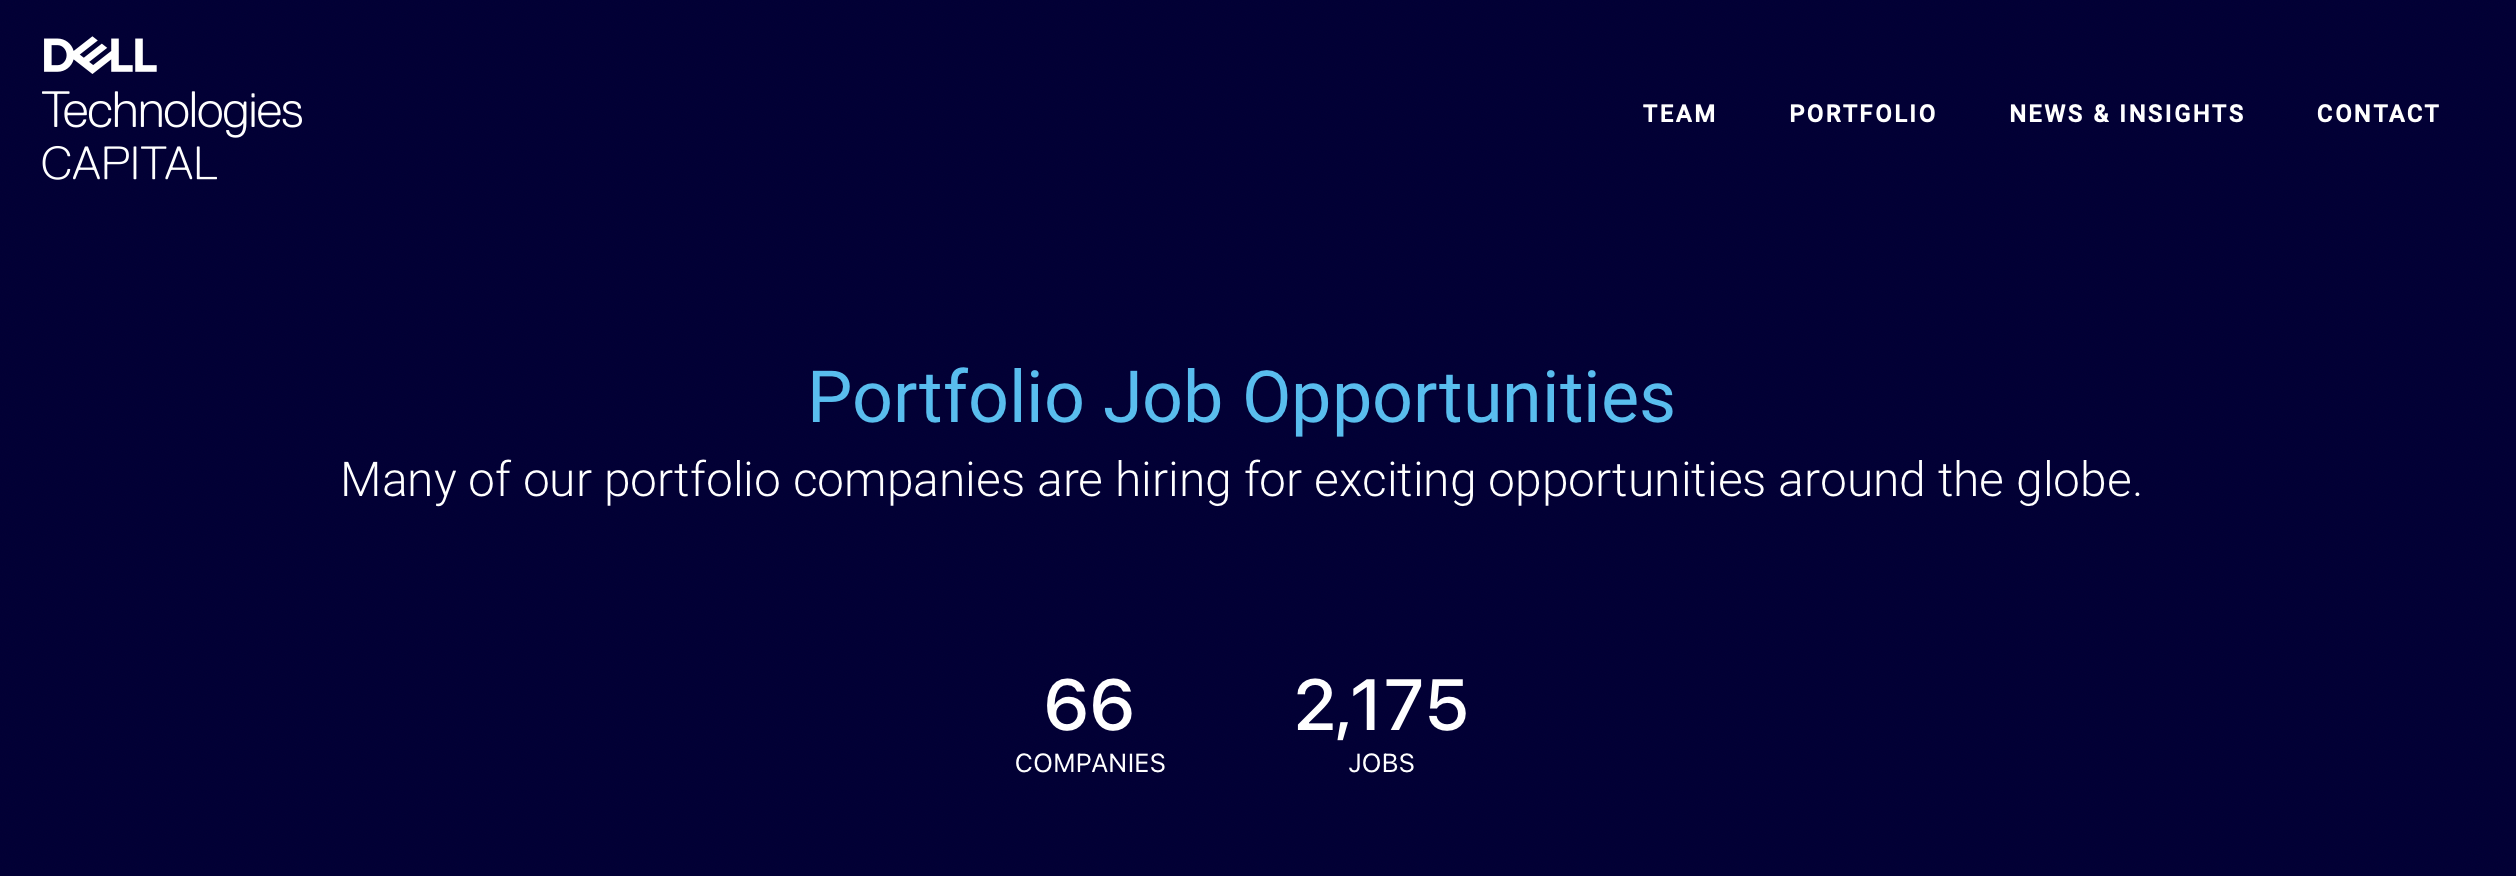 DELL
Technologies
CAPITAL
TEAM PORTFOLIO NEWS & INSIGHTS CONTACT
Portfolio Job Opportunities
Many of our portfolio companies are hiring for exciting opportunities around the globe.
66 2,175
COMPANIES JOBS